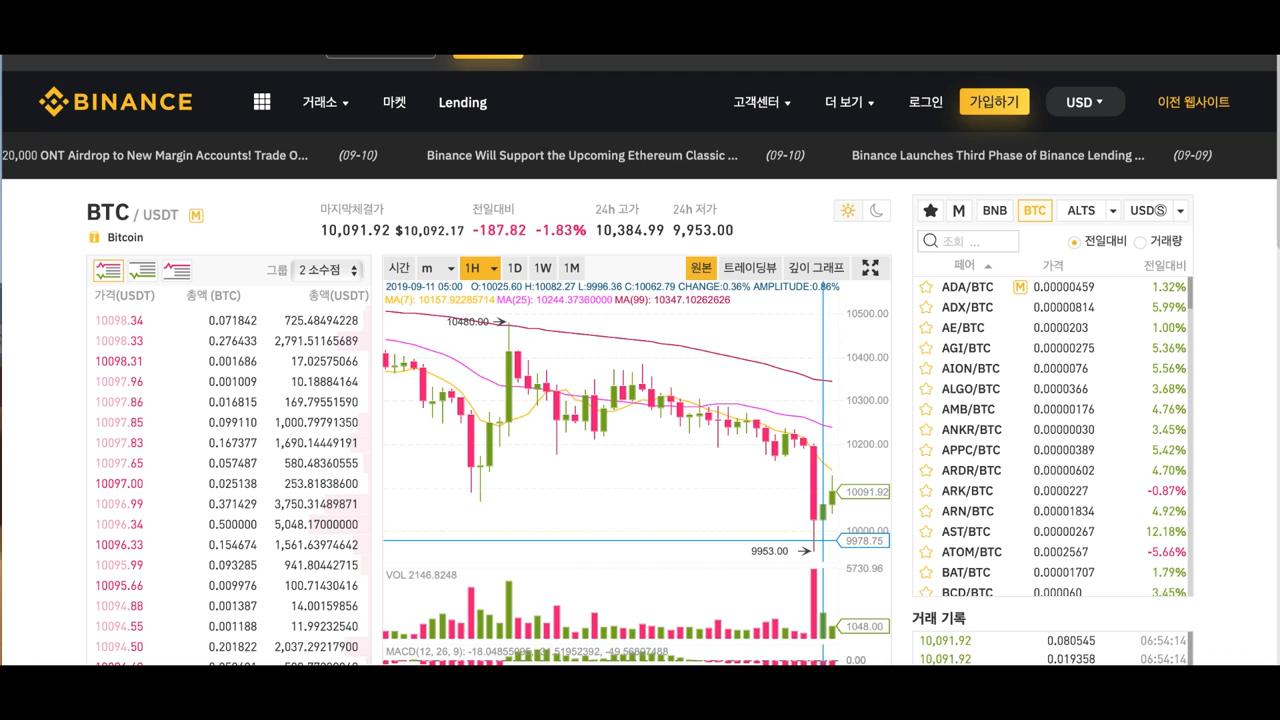 BINANCE 거래소 마켓 Lending 고객센터 더 보기 로그인 가입하기 USD 이전 웹사이트
20,000 ONT Airdrop to New Margin Accounts! Trade O... (09-10) Binance Will Support the Upcoming Ethereum Classic ... (09-10) Binance Launches Third Phase of Binance Lending ... (09-09)
BTC / USDT M
Bitcoin
마지막체결가 전일대비 24h 고가 24h 저가
10,091.92 $10,092.17 -187.82 -1.83% 10,384.99 9,953.00
그룹 2 소수점
가격(USDT) 총액 (BTC) 총액(USDT)
10098.34 0.071842 725.48494228
10098.33 0.276433 2,791.51165689
10098.31 0.001686 17.02575066
10097.96 0.001009 10.18884164
10097.86 0.016815 169.79551590
10097.85 0.099110 1,000.79791350
10097.83 0.167377 1,690.14449191
10097.65 0.057487 580.48360555
10097.00 0.025138 253.81838600
10096.99 0.371429 3,750.31489871
10096.34 0.500000 5,048.17000000
10096.33 0.154674 1,561.63974642
10095.99 0.093285 941.80442715
10095.66 0.009976 100.71430416
10094.88 0.001387 14.00159856
10094.55 0.001188 11.99232540
10094.50 0.201822 2,037.29217900
시간 m 1H 1D 1W 1M 원본 트레이딩뷰 깊이 그래프
2019-09-11 05:00 O:10025.60 H:10082.27 L:9996.36 C:10062.79 CHANGE:0.36% AMPLITUDE:0.86%
MA(7): 10157.92285714 MA(25): 10244.37360000 MA(99): 10347.10262626
10500.00
10480.00
10400.00
10300.00
10200.00
10091.92
10000.00
9978.75
9953.00
5730.96
VOL 2146.8248
1048.00
MACD(12, 26, 9): -18.04855095, -31.51952392, -49.56807488
0.00
M BNB BTC ALTS USDⓈ
조회 ... 전일대비 거래량
페어 가격 전일대비
ADA/BTC M 0.00000459 1.32%
ADX/BTC 0.00000814 5.99%
AE/BTC 0.0000203 1.00%
AGI/BTC 0.00000275 5.36%
AION/BTC 0.0000076 5.56%
ALGO/BTC 0.0000366 3.68%
AMB/BTC 0.00000176 4.76%
ANKR/BTC 0.00000030 3.45%
APPC/BTC 0.00000389 5.42%
ARDR/BTC 0.00000602 4.70%
ARK/BTC 0.0000227 -0.87%
ARN/BTC 0.00001834 4.92%
AST/BTC 0.00000267 12.18%
ATOM/BTC 0.0002567 -5.66%
BAT/BTC 0.00001707 1.79%
BCD/BTC 0.000060 3.45%
거래 기록
10,091.92 0.080545 06:54:14
10,091.92 0.019358 06:54:14